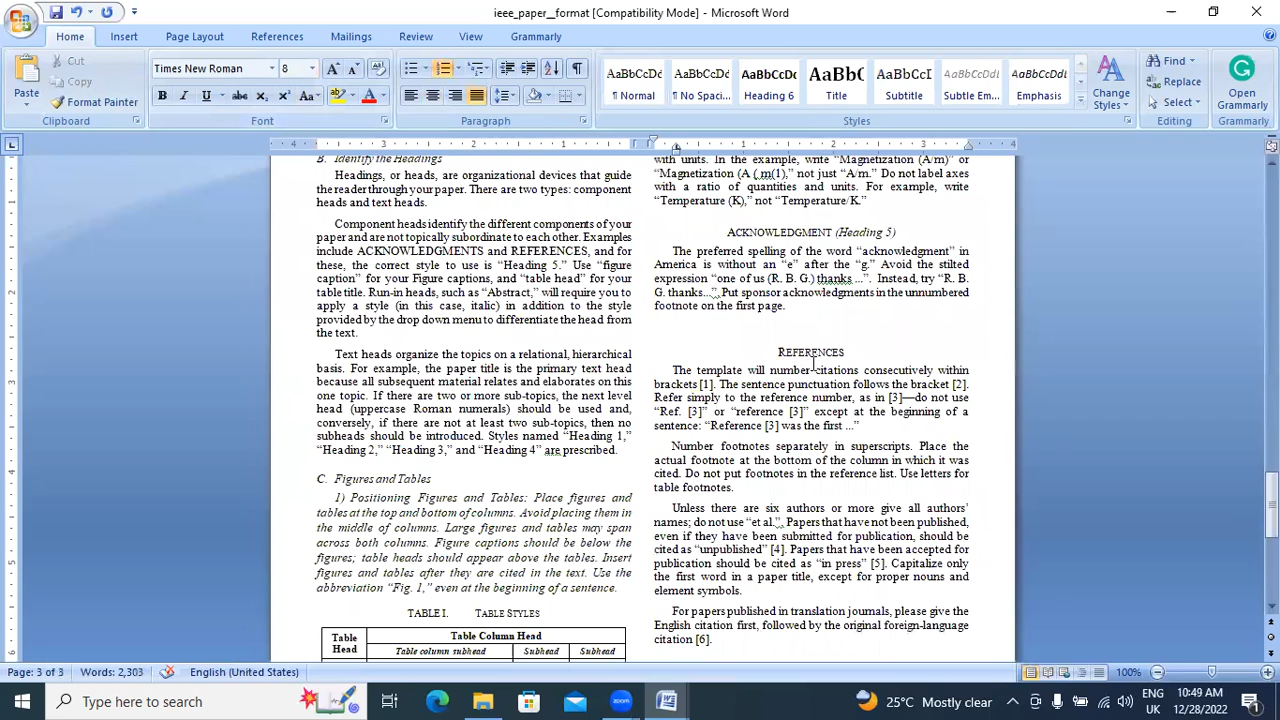 ieee_paper__format [Compatibility Mode] - Microsoft Word
Home Insert Page Layout References Mailings Review View Grammarly
Paste
Cut
Copy
Format Painter
Clipboard
Times New Roman 8
Font
Paragraph
AaBbCcDd AaBbCcDd AaBbCcDc AaBb( AaBbCcI AaBbCcDd AaBbCcDd
¶ Normal ¶ No Spaci... Heading 6 Title Subtitle Subtle Em... Emphasis
Change Styles
Styles
Find
Replace
Select
Editing
Open Grammarly
Grammarly
B. Identify the Headings
Headings, or heads, are organizational devices that guide
the reader through your paper. There are two types: component
heads and text heads.
Component heads identify the different components of your
paper and are not topically subordinate to each other. Examples
include ACKNOWLEDGMENTS and REFERENCES, and for
these, the correct style to use is “Heading 5.” Use “figure
caption” for your Figure captions, and “table head” for your
table title. Run-in heads, such as “Abstract,” will require you to
apply a style (in this case, italic) in addition to the style
provided by the drop down menu to differentiate the head from
the text.
Text heads organize the topics on a relational, hierarchical
basis. For example, the paper title is the primary text head
because all subsequent material relates and elaborates on this
one topic. If there are two or more sub-topics, the next level
head (uppercase Roman numerals) should be used and,
conversely, if there are not at least two sub-topics, then no
subheads should be introduced. Styles named “Heading 1,”
“Heading 2,” “Heading 3,” and “Heading 4” are prescribed.
C. Figures and Tables
1) Positioning Figures and Tables: Place figures and
tables at the top and bottom of columns. Avoid placing them in
the middle of columns. Large figures and tables may span
across both columns. Figure captions should be below the
figures; table heads should appear above the tables. Insert
figures and tables after they are cited in the text. Use the
abbreviation “Fig. 1,” even at the beginning of a sentence.
TABLE I. TABLE STYLES
Table Head
Table Column Head
Table column subhead Subhead Subhead
with units. In the example, write “Magnetization (A/m)” or
“Magnetization (A ( m(1),” not just “A/m.” Do not label axes
with a ratio of quantities and units. For example, write
“Temperature (K),” not “Temperature/K.”
ACKNOWLEDGMENT (Heading 5)
The preferred spelling of the word “acknowledgment” in
America is without an “e” after the “g.” Avoid the stilted
expression “one of us (R. B. G.) thanks ...”. Instead, try “R. B.
G. thanks...”. Put sponsor acknowledgments in the unnumbered
footnote on the first page.
REFERENCES
The template will number citations consecutively within
brackets [1]. The sentence punctuation follows the bracket [2].
Refer simply to the reference number, as in [3]—do not use
“Ref. [3]” or “reference [3]” except at the beginning of a
sentence: “Reference [3] was the first ...”
Number footnotes separately in superscripts. Place the
actual footnote at the bottom of the column in which it was
cited. Do not put footnotes in the reference list. Use letters for
table footnotes.
Unless there are six authors or more give all authors’
names; do not use “et al.”. Papers that have not been published,
even if they have been submitted for publication, should be
cited as “unpublished” [4]. Papers that have been accepted for
publication should be cited as “in press” [5]. Capitalize only
the first word in a paper title, except for proper nouns and
element symbols.
For papers published in translation journals, please give the
English citation first, followed by the original foreign-language
citation [6].
Page: 3 of 3 Words: 2,303 English (United States) 100%
Type here to search
zoom
25°C Mostly clear
ENG
UK
10:49 AM
12/28/2022